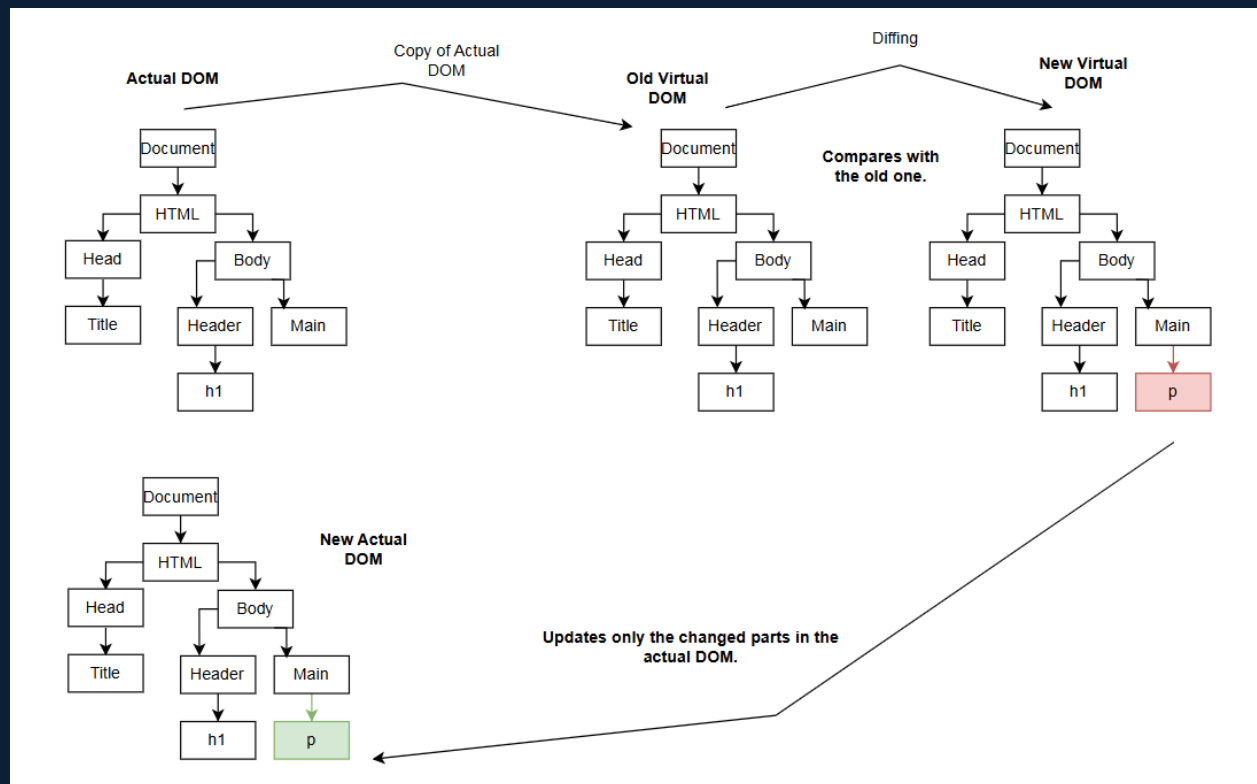 Copy of Actual
DOM
Diffing
Actual DOM
Old Virtual
DOM
New Virtual
DOM
Document
HTML
Head
Body
Title
Header
Main
h1
Document
HTML
Head
Body
Title
Header
Main
h1
Compares with
the old one.
Document
HTML
Head
Body
Title
Header
Main
h1
p
Document
HTML
Head
Body
Title
Header
Main
h1
p
New Actual
DOM
Updates only the changed parts in the
actual DOM.